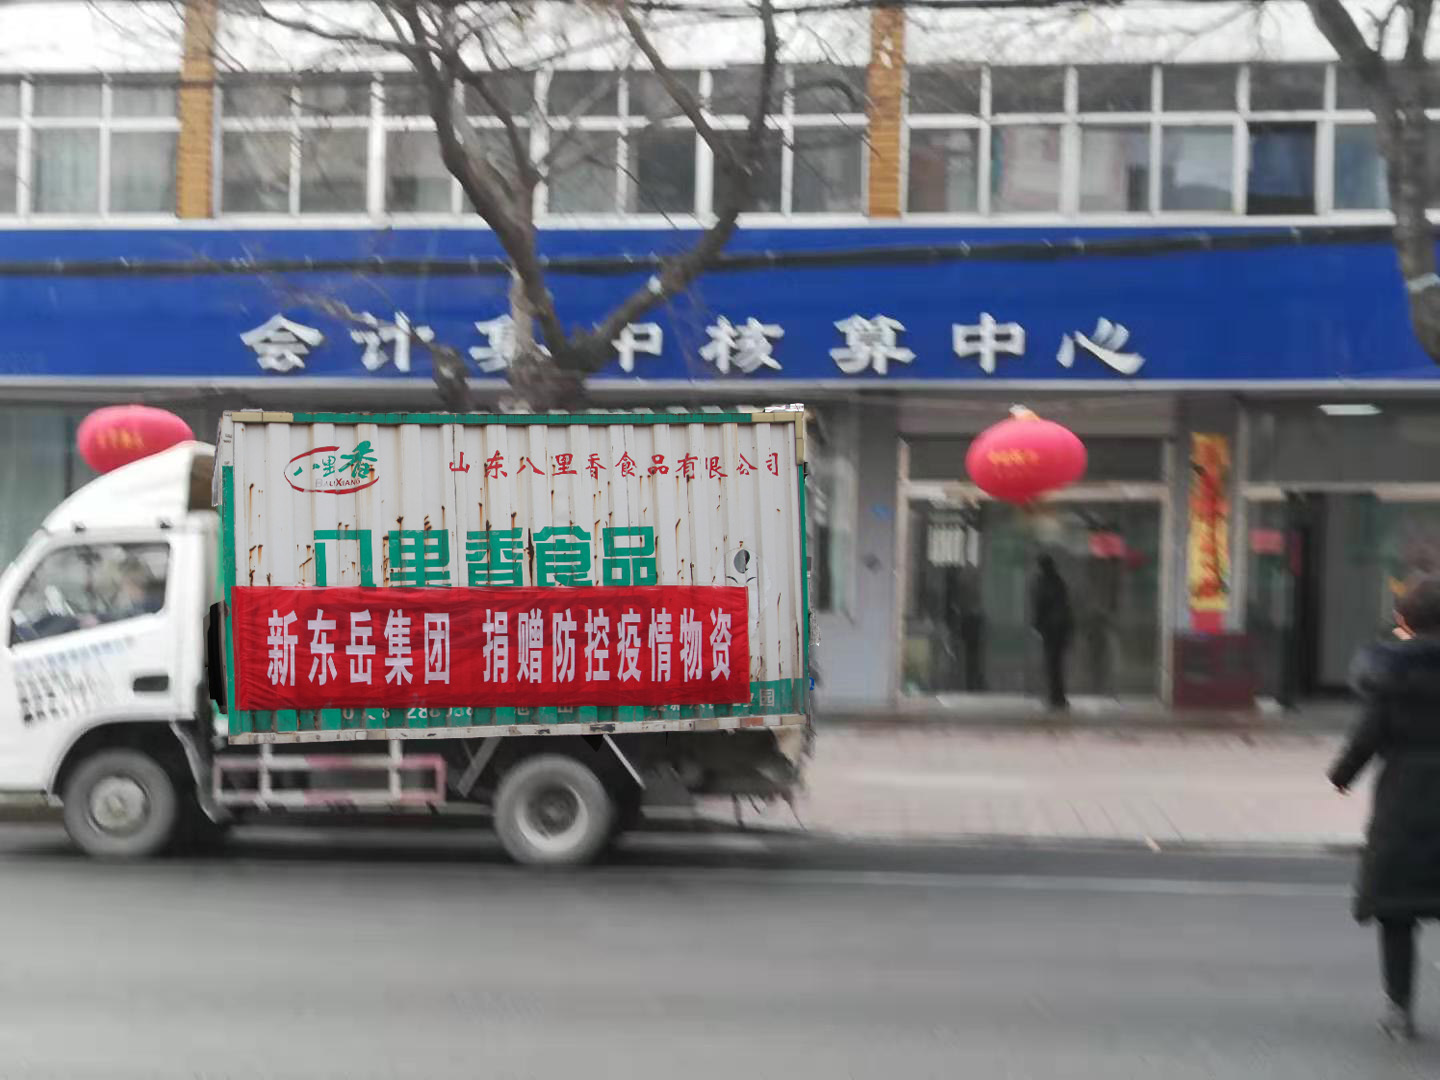 会计集中核算中心
八里香
BALIXIANG
山东八里香食品有限公司
八里香食品
新东岳集团 捐赠防控疫情物资